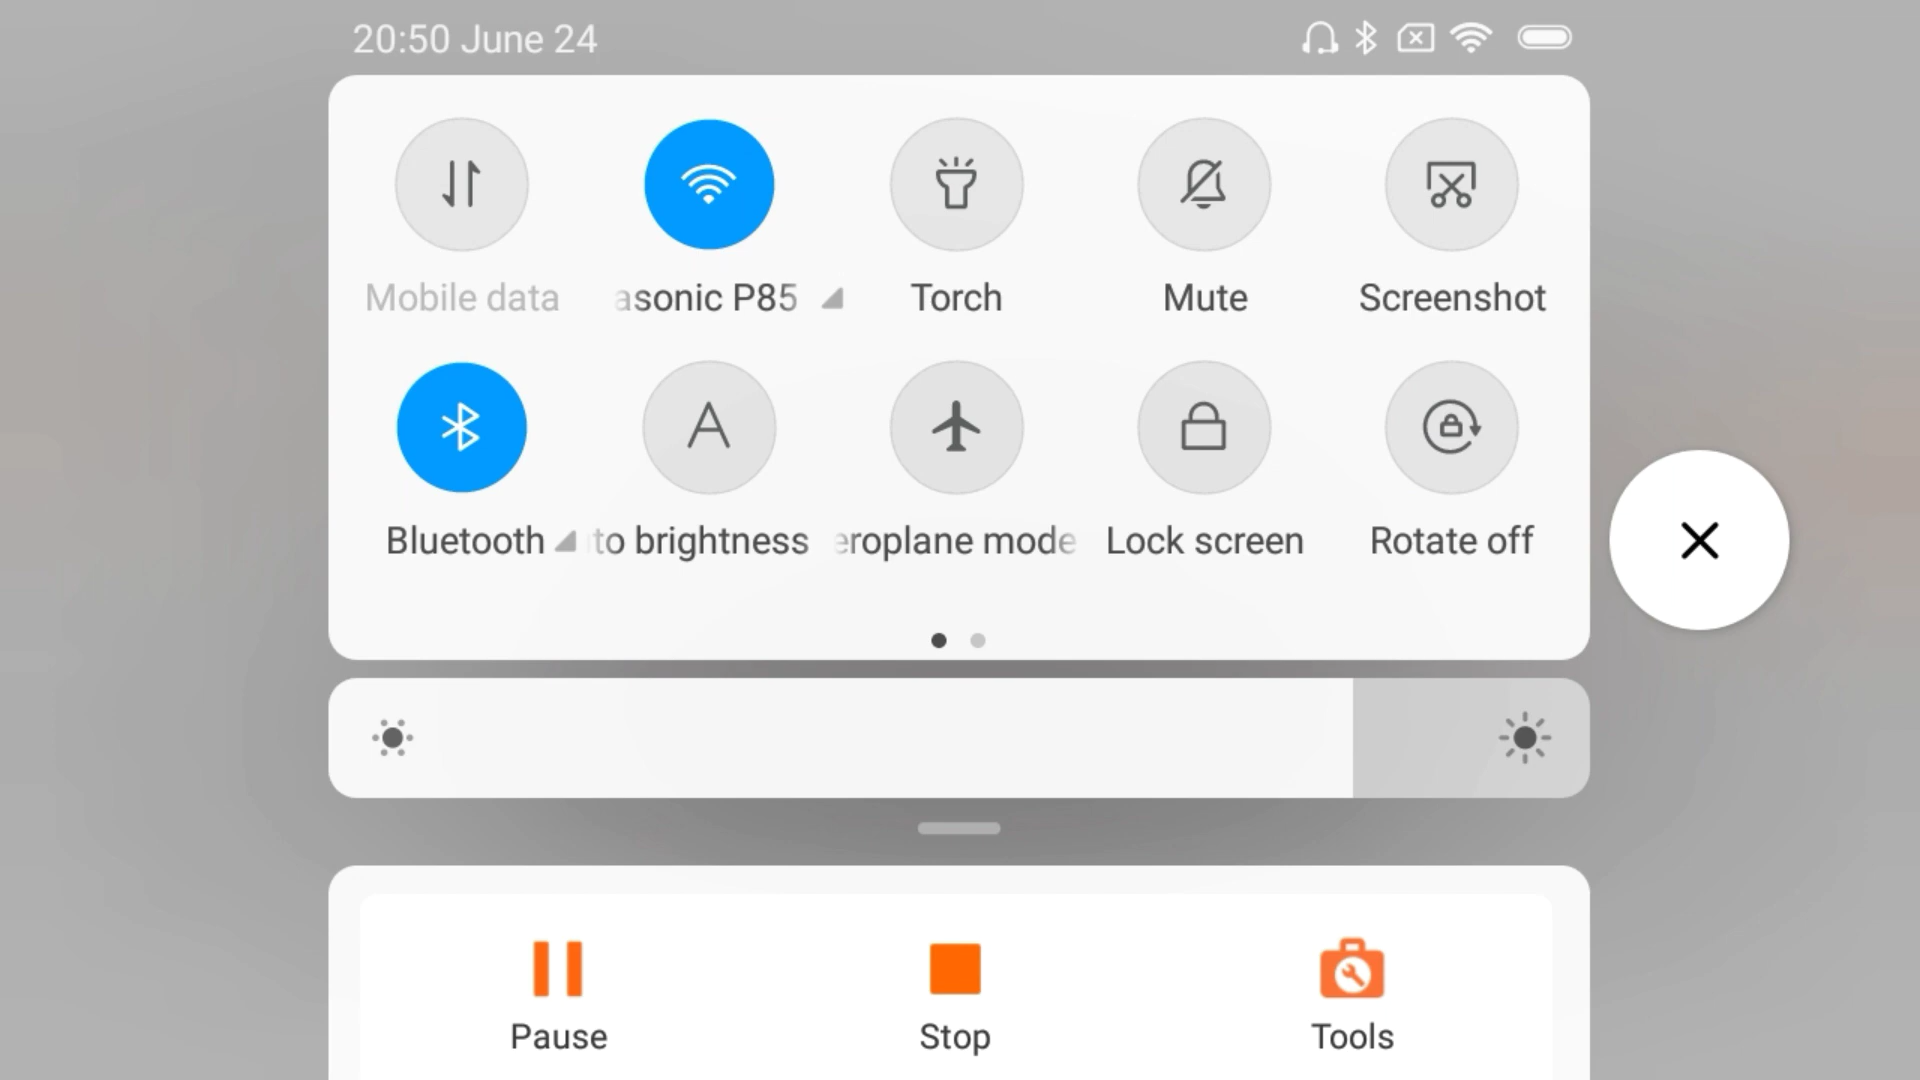 20:50 June 24
Mobile data
asonic P85
Torch
Mute
Screenshot
Bluetooth
to brightness
eroplane mode
Lock screen
Rotate off
Pause
Stop
Tools